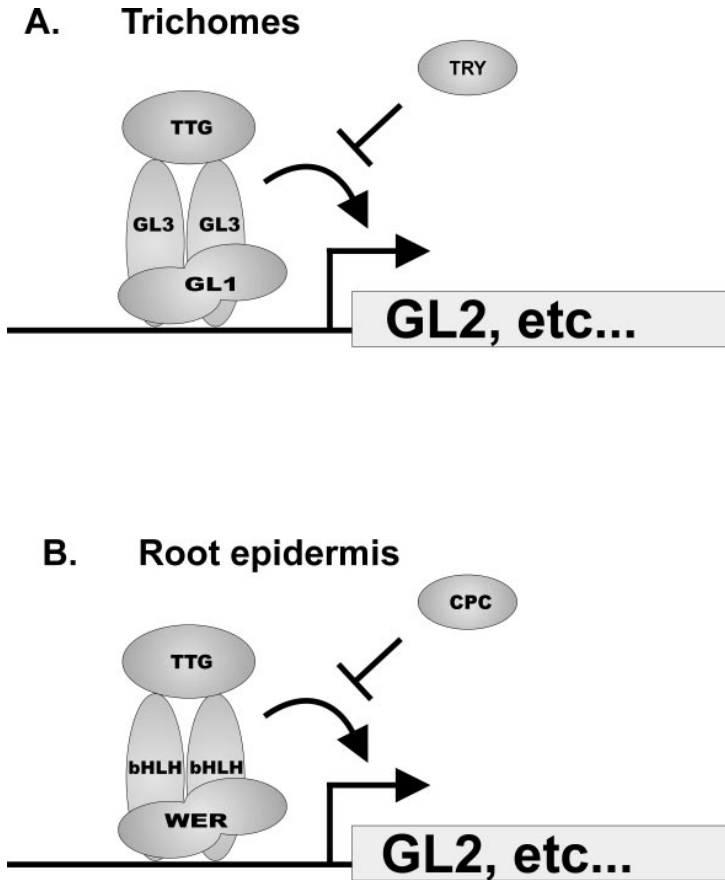 A. Trichomes
TRY
TTG
GL3 GL3
GL1
GL2, etc...
B. Root epidermis
CPC
TTG
bHLH bHLH
WER
GL2, etc...